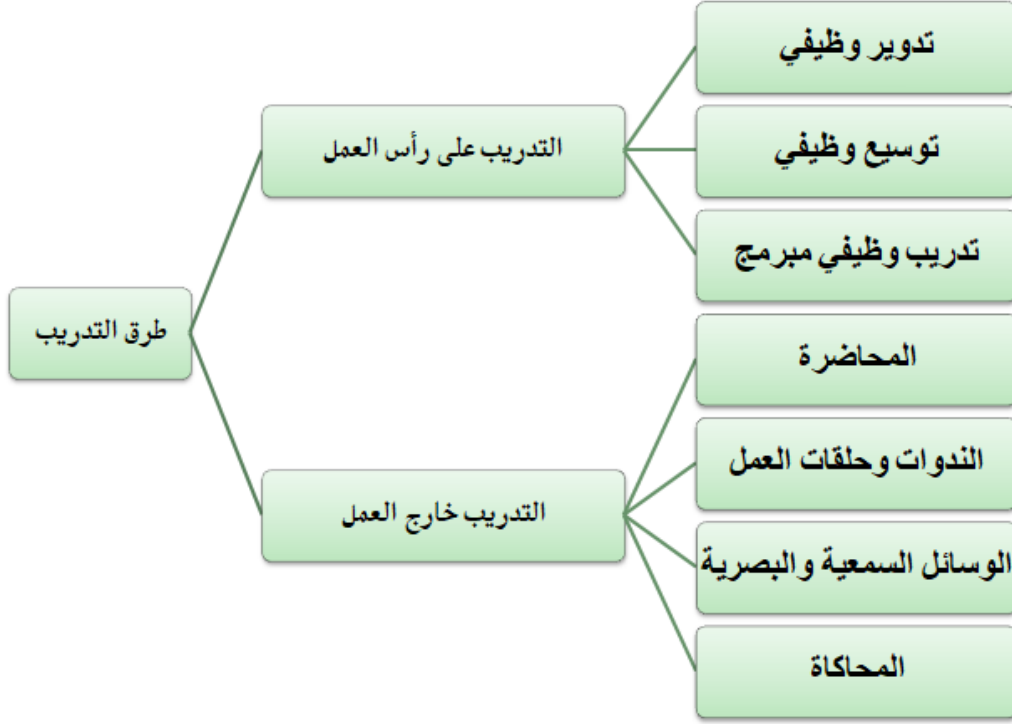 طرق التدريب
التدريب على رأس العمل
تدوير وظيفي
توسيع وظيفي
تدريب وظيفي مبرمج
التدريب خارج العمل
المحاضرة
الندوات وحلقات العمل
الوسائل السمعية والبصرية
المحاكاة